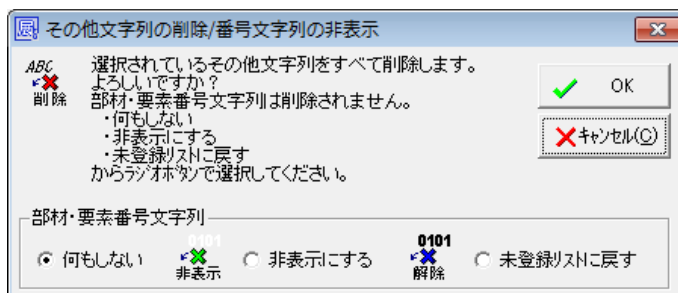 その他文字列の削除/番号文字列の非表示
ABC
削除
選択されているその他文字列をすべて削除します。
よろしいですか?
部材・要素番号文字列は削除されません。
・何もしない
・非表示にする
・未登録リストに戻す
からラジオボタンで選択してください。
OK
キャンセル(C)
部材・要素番号文字列
何もしない
0101
非表示
非表示にする
0101
解除
未登録リストに戻す